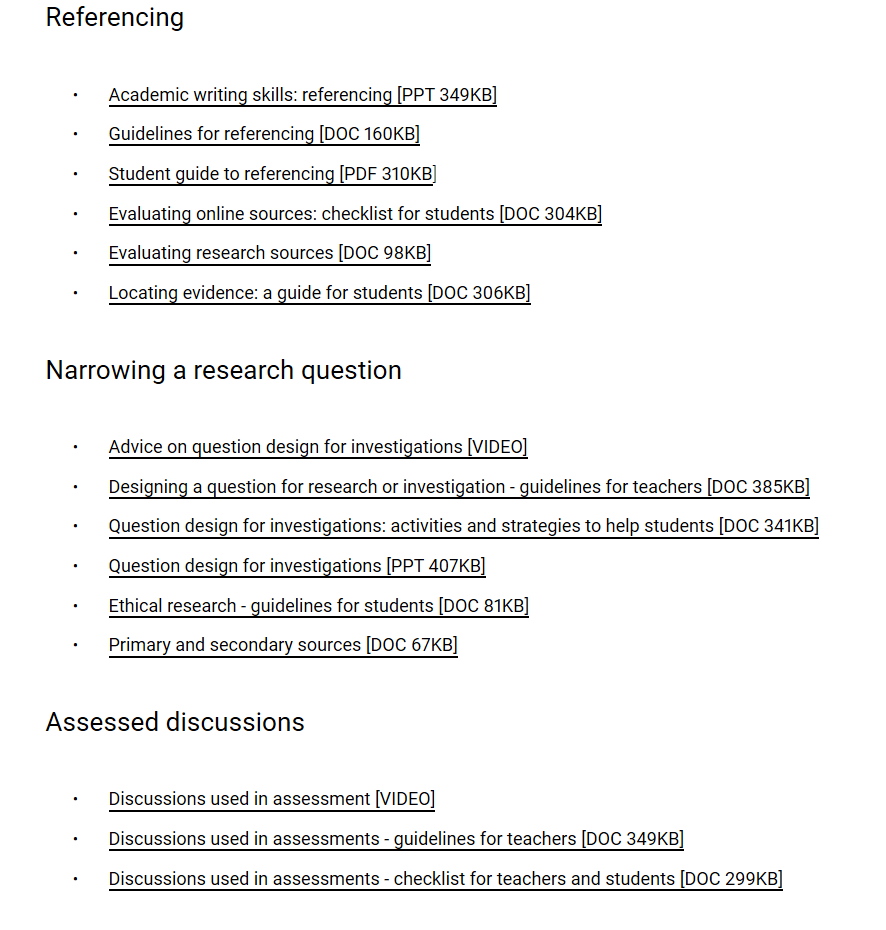 Referencing
Academic writing skills: referencing [PPT 349KB]
Guidelines for referencing [DOC 160KB]
Student guide to referencing [PDF 310KB]
Evaluating online sources: checklist for students [DOC 304KB]
Evaluating research sources [DOC 98KB]
Locating evidence: a guide for students [DOC 306KB]
Narrowing a research question
Advice on question design for investigations [VIDEO]
Designing a question for research or investigation - guidelines for teachers [DOC 385KB]
Question design for investigations: activities and strategies to help students [DOC 341KB]
Question design for investigations [PPT 407KB]
Ethical research - guidelines for students [DOC 81KB]
Primary and secondary sources [DOC 67KB]
Assessed discussions
Discussions used in assessment [VIDEO]
Discussions used in assessments - guidelines for teachers [DOC 349KB]
Discussions used in assessments - checklist for teachers and students [DOC 299KB]